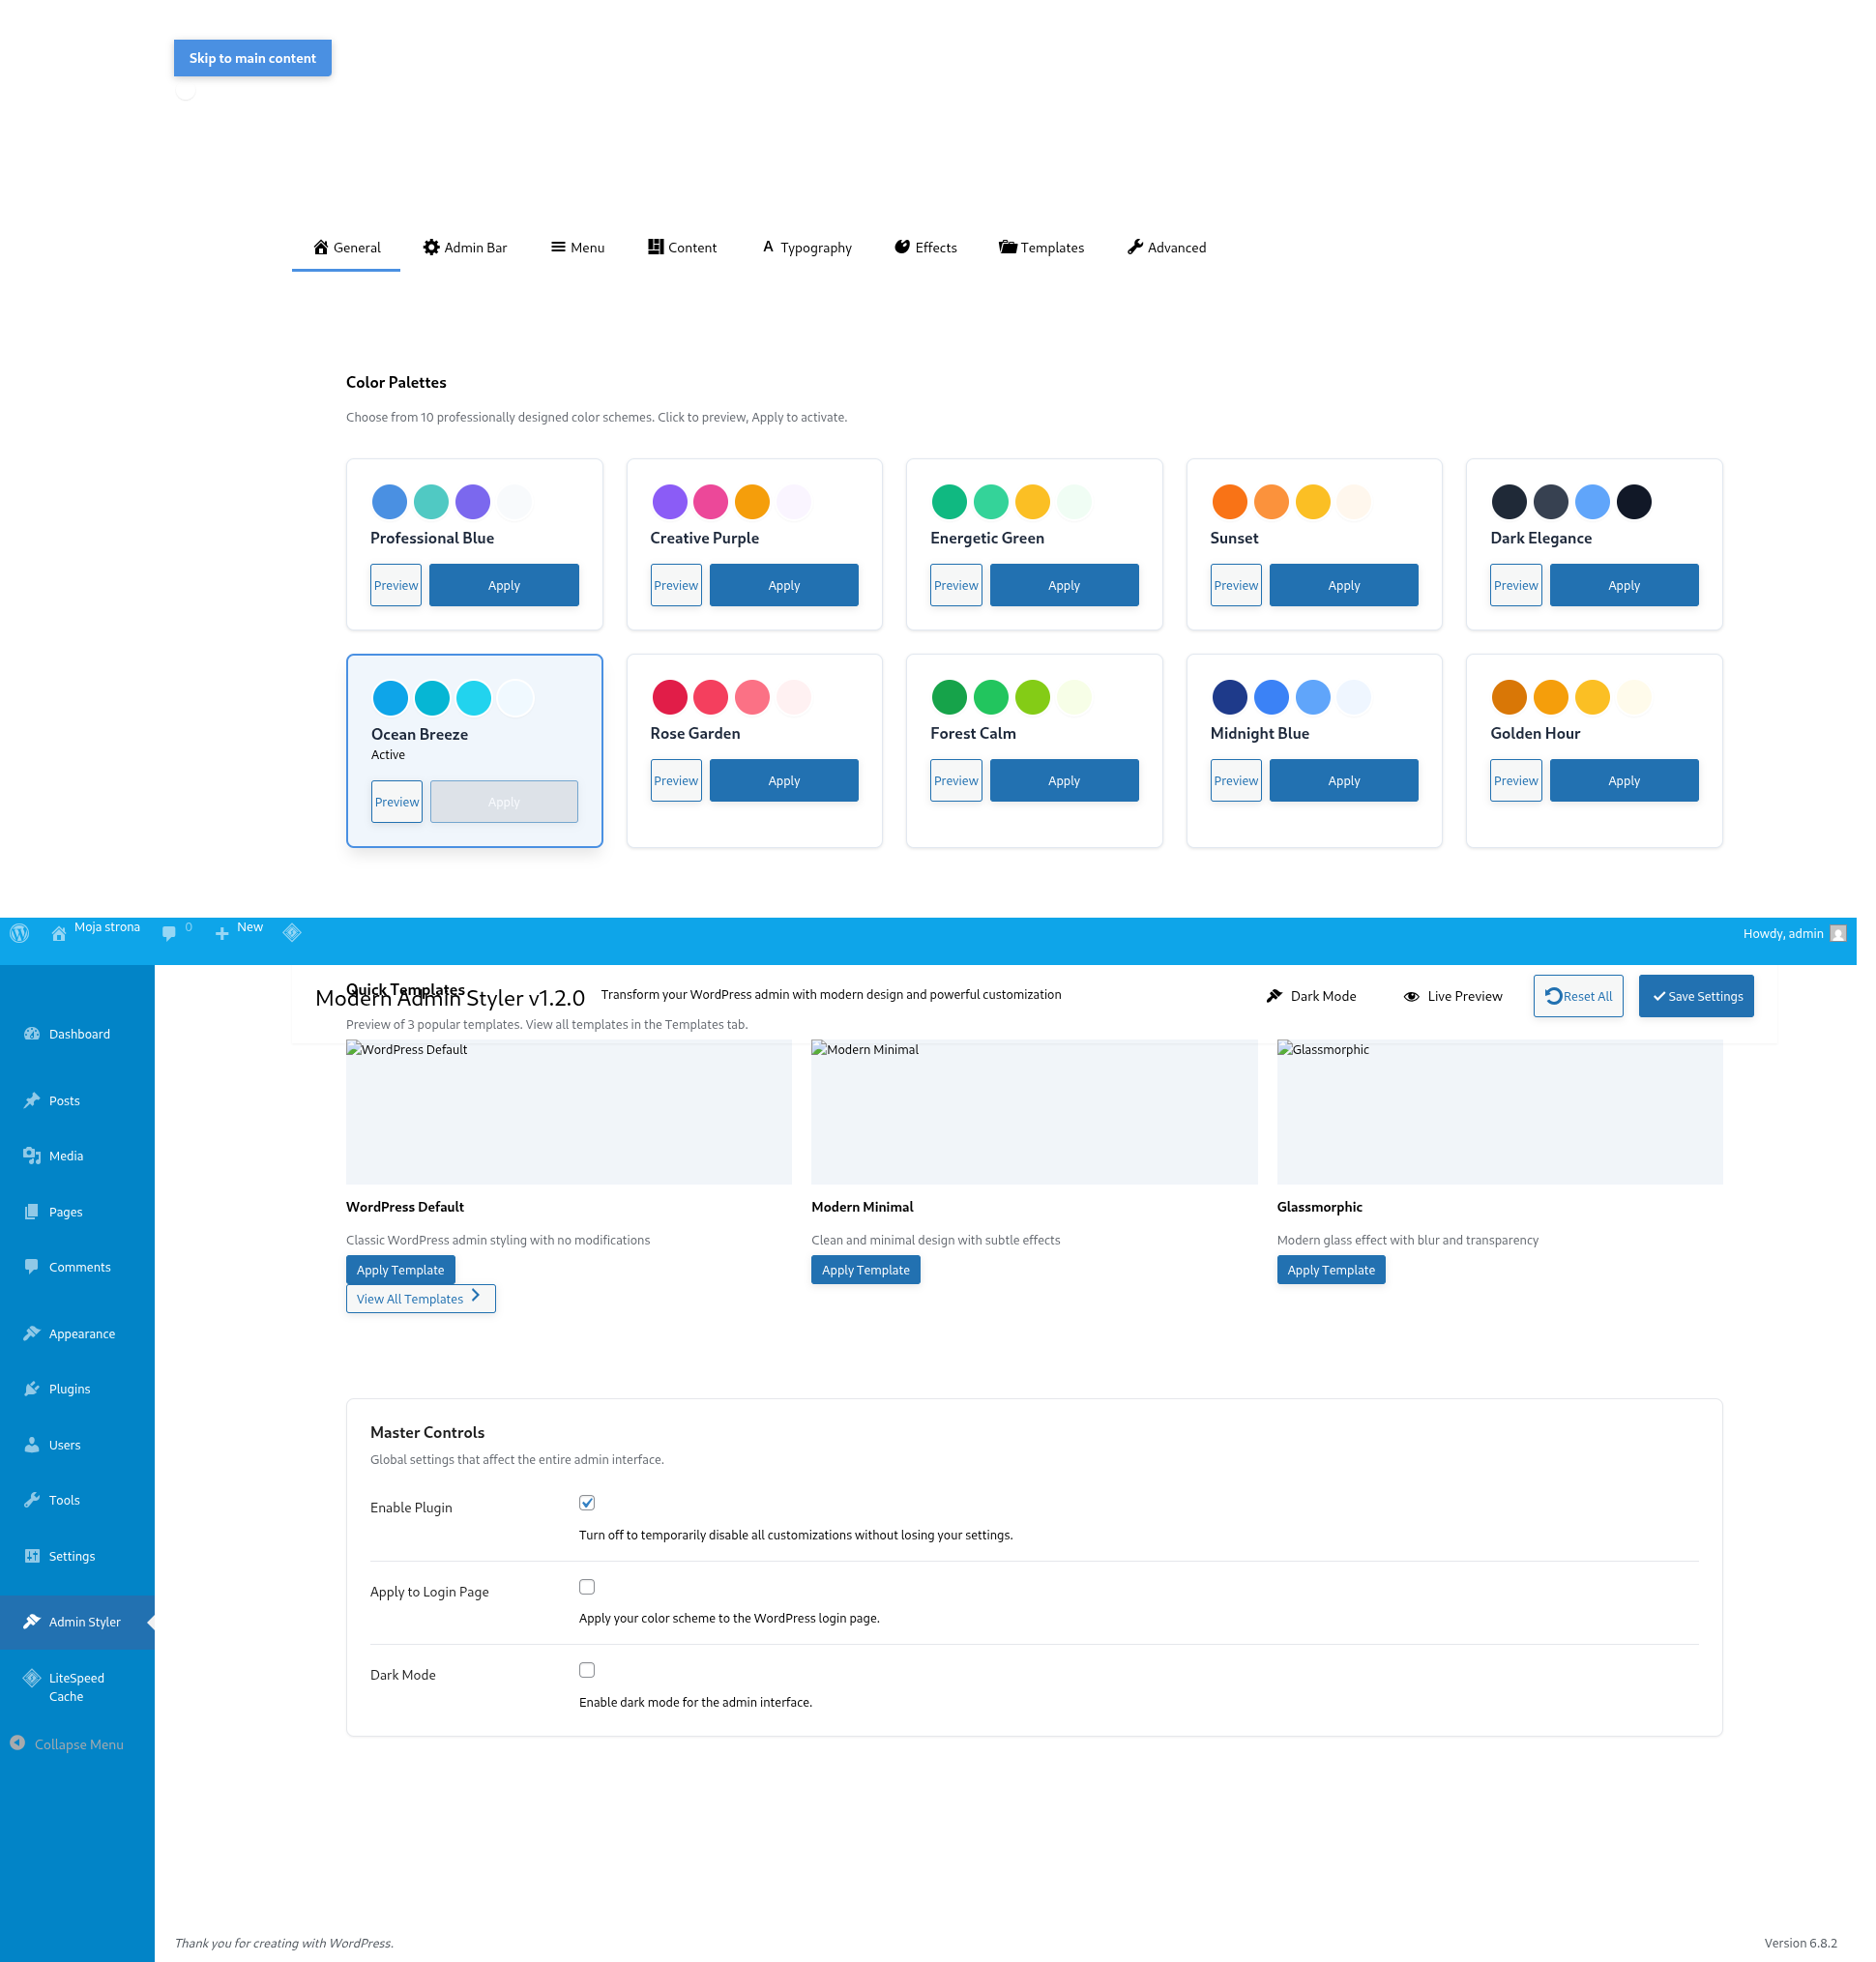 Skip to main content
General
Admin Bar
Menu
Content
Typography
Effects
Templates
Advanced
Color Palettes
Choose from 10 professionally designed color schemes. Click to preview, Apply to activate.
Professional Blue
Preview
Apply
Creative Purple
Preview
Apply
Energetic Green
Preview
Apply
Sunset
Preview
Apply
Dark Elegance
Preview
Apply
Ocean Breeze
Active
Preview
Apply
Rose Garden
Preview
Apply
Forest Calm
Preview
Apply
Midnight Blue
Preview
Apply
Golden Hour
Preview
Apply
Moja strona
0
New
Howdy, admin
Quick Templates
Modern Admin Styler v1.2.0
Transform your WordPress admin with modern design and powerful customization
Dark Mode
Live Preview
Reset All
Save Settings
Preview of 3 popular templates. View all templates in the Templates tab.
WordPress Default
Modern Minimal
Glassmorphic
WordPress Default
Classic WordPress admin styling with no modifications
Apply Template
View All Templates
Modern Minimal
Clean and minimal design with subtle effects
Apply Template
Glassmorphic
Modern glass effect with blur and transparency
Apply Template
Dashboard
Posts
Media
Pages
Comments
Appearance
Plugins
Users
Tools
Settings
Admin Styler
LiteSpeed
Cache
Collapse Menu
Master Controls
Global settings that affect the entire admin interface.
Enable Plugin
Turn off to temporarily disable all customizations without losing your settings.
Apply to Login Page
Apply your color scheme to the WordPress login page.
Dark Mode
Enable dark mode for the admin interface.
Thank you for creating with WordPress.
Version 6.8.2